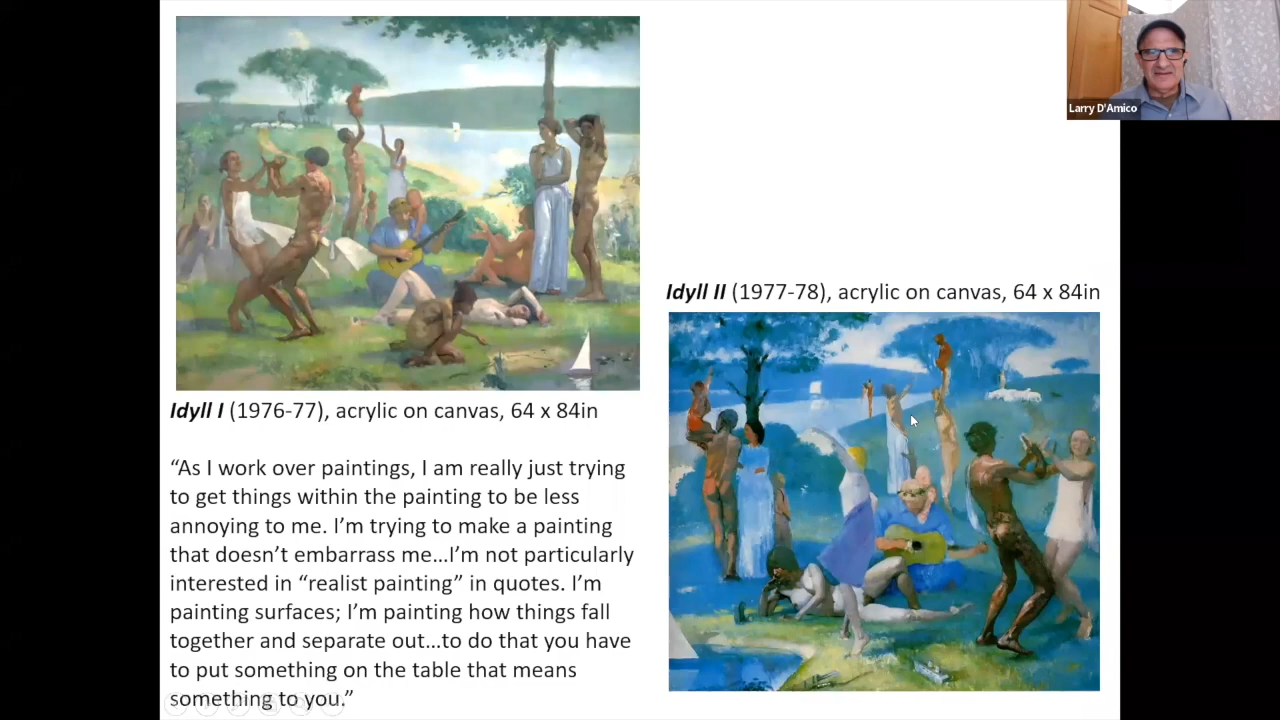 Larry D'Amico
Idyll II (1977-78), acrylic on canvas, 64 x 84in
Idyll I (1976-77), acrylic on canvas, 64 x 84in
“As I work over paintings, I am really just trying
to get things within the painting to be less
annoying to me. I’m trying to make a painting
that doesn’t embarrass me…I’m not particularly
interested in “realist painting” in quotes. I’m
painting surfaces; I’m painting how things fall
together and separate out…to do that you have
to put something on the table that means
something to you.”